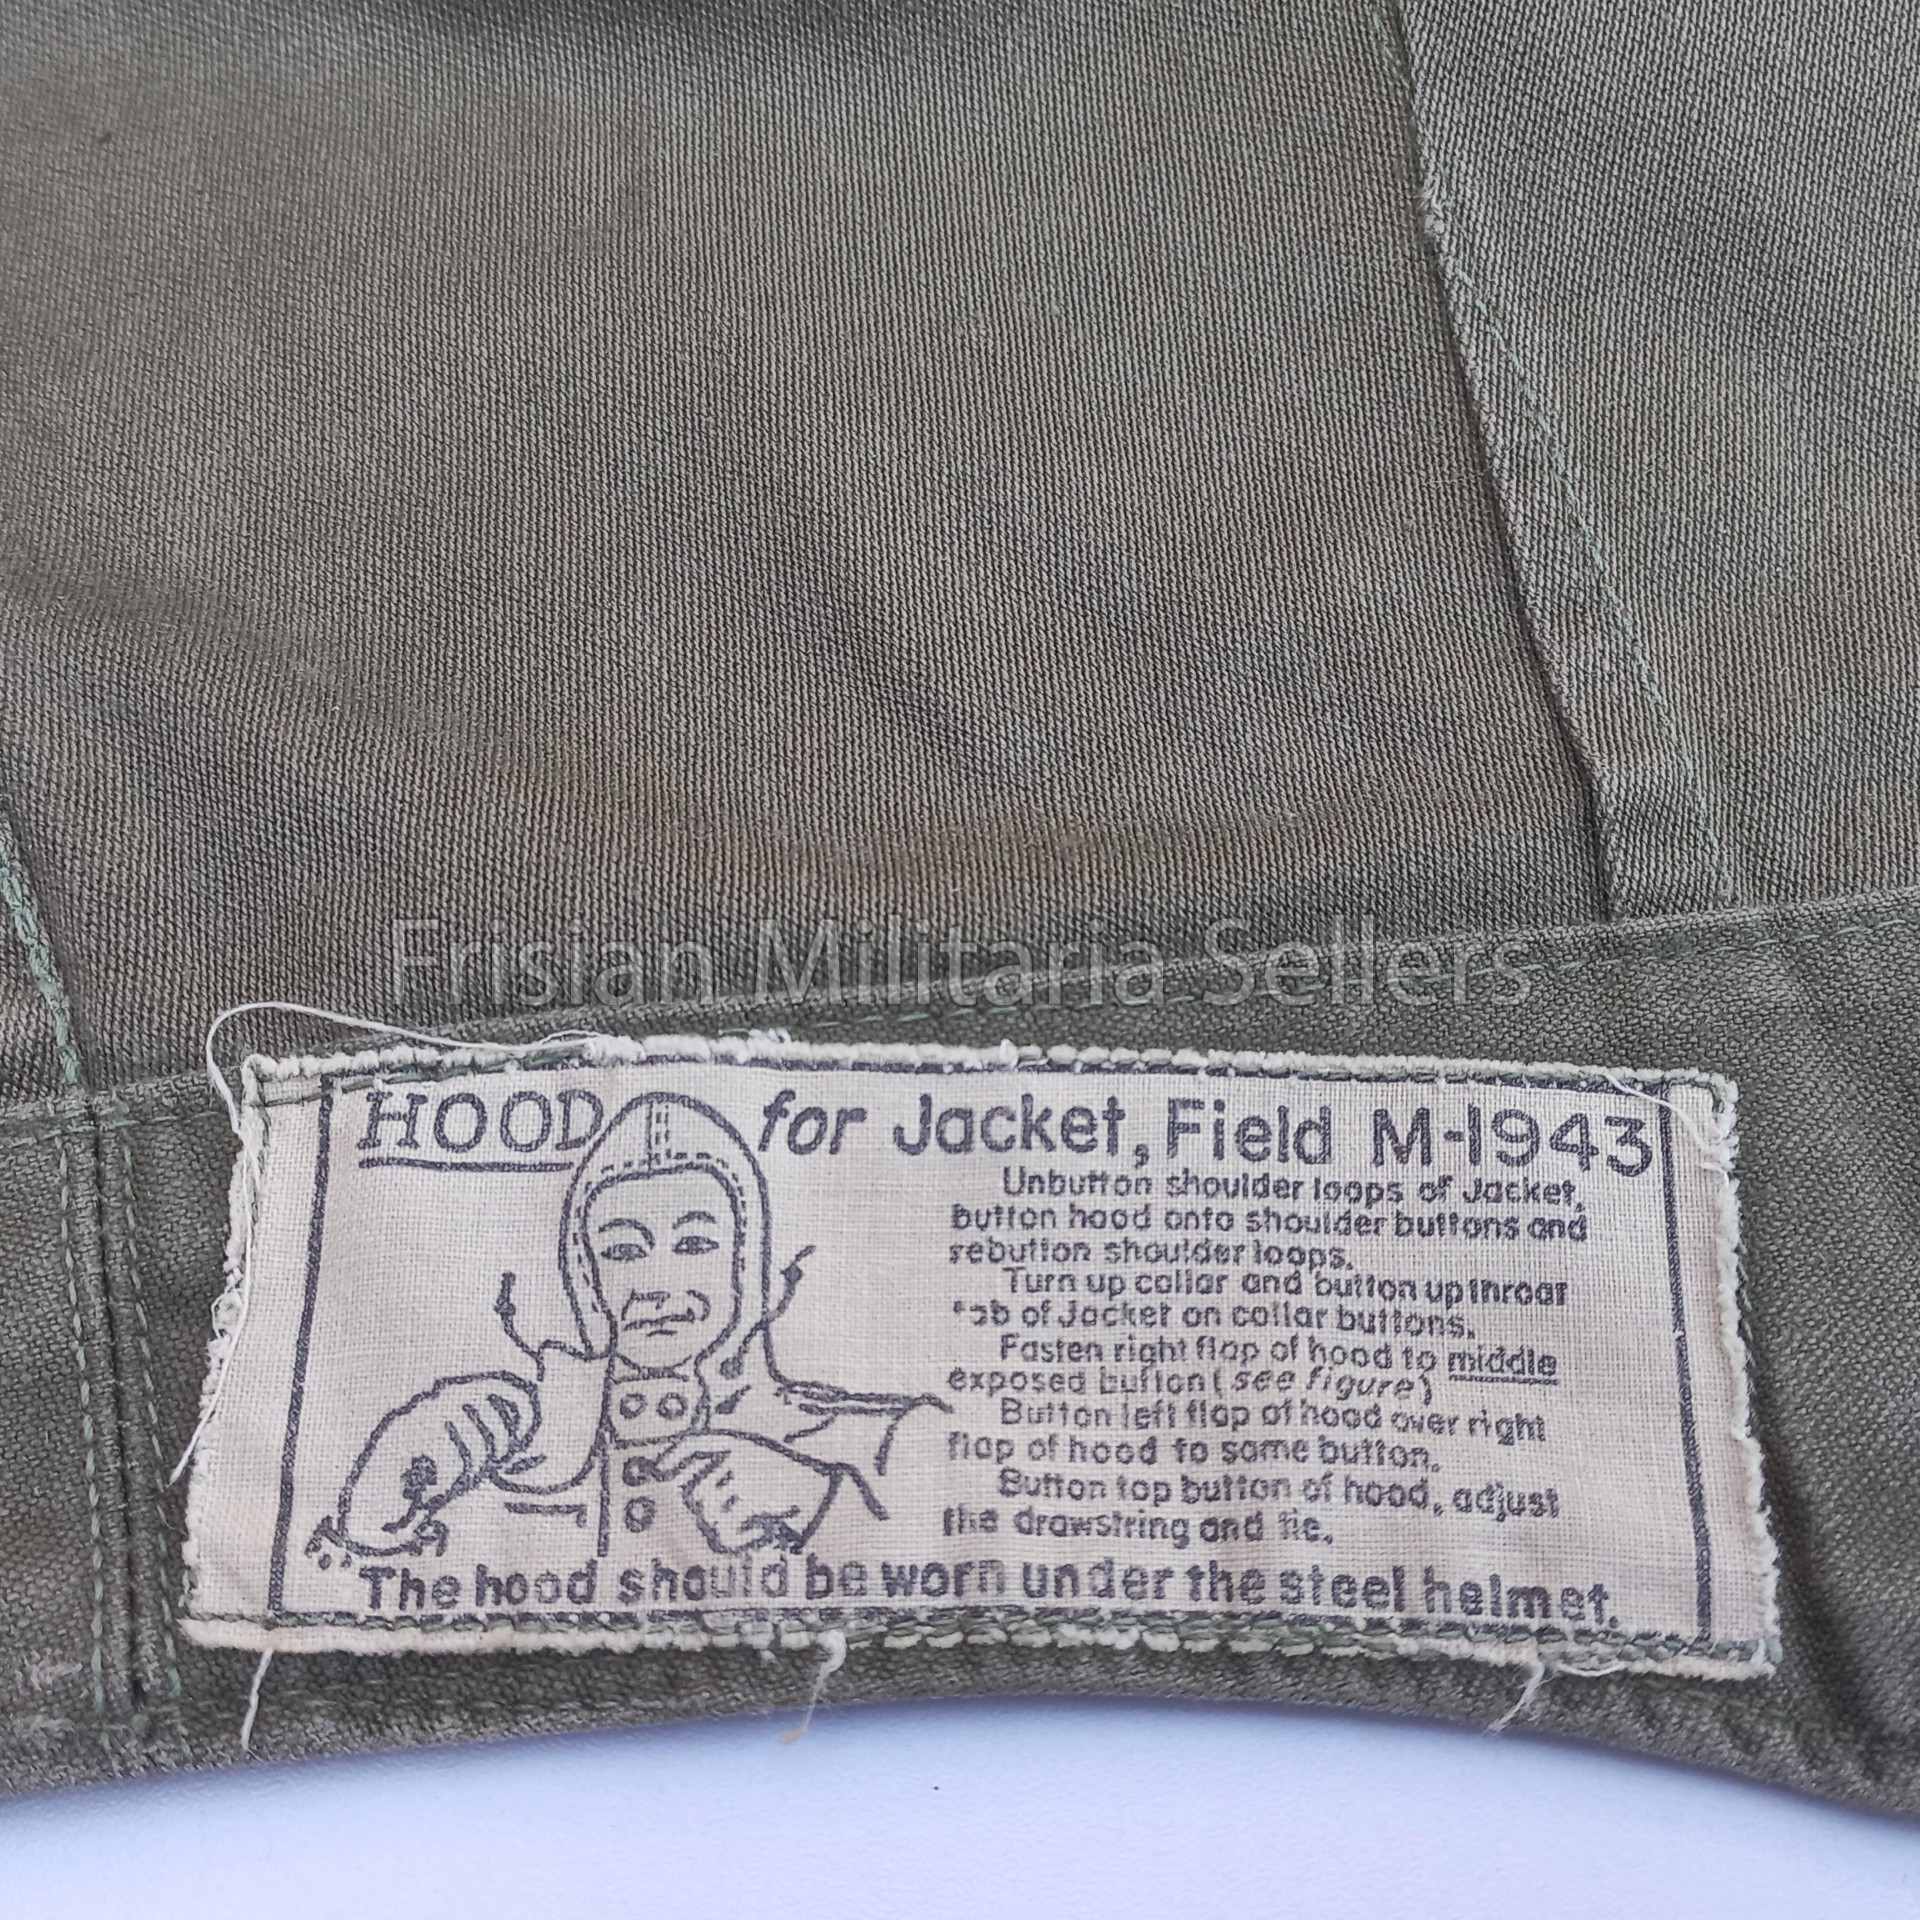 Frisian Militaria Sellers
HOOD for Jacket, Field M-1943
Unbutton shoulder loops of Jacket,
button hood onto shoulder buttons and
rebutton shoulder loops.
Turn up collar and button up throat
tab of Jacket on collar buttons.
Fasten right flap of hood to middle
exposed button (see figure)
Button left flap of hood over right
flap of hood to same button.
Button top button of hood, adjust
the drawstring and tie.
The hood should be worn under the steel helmet.